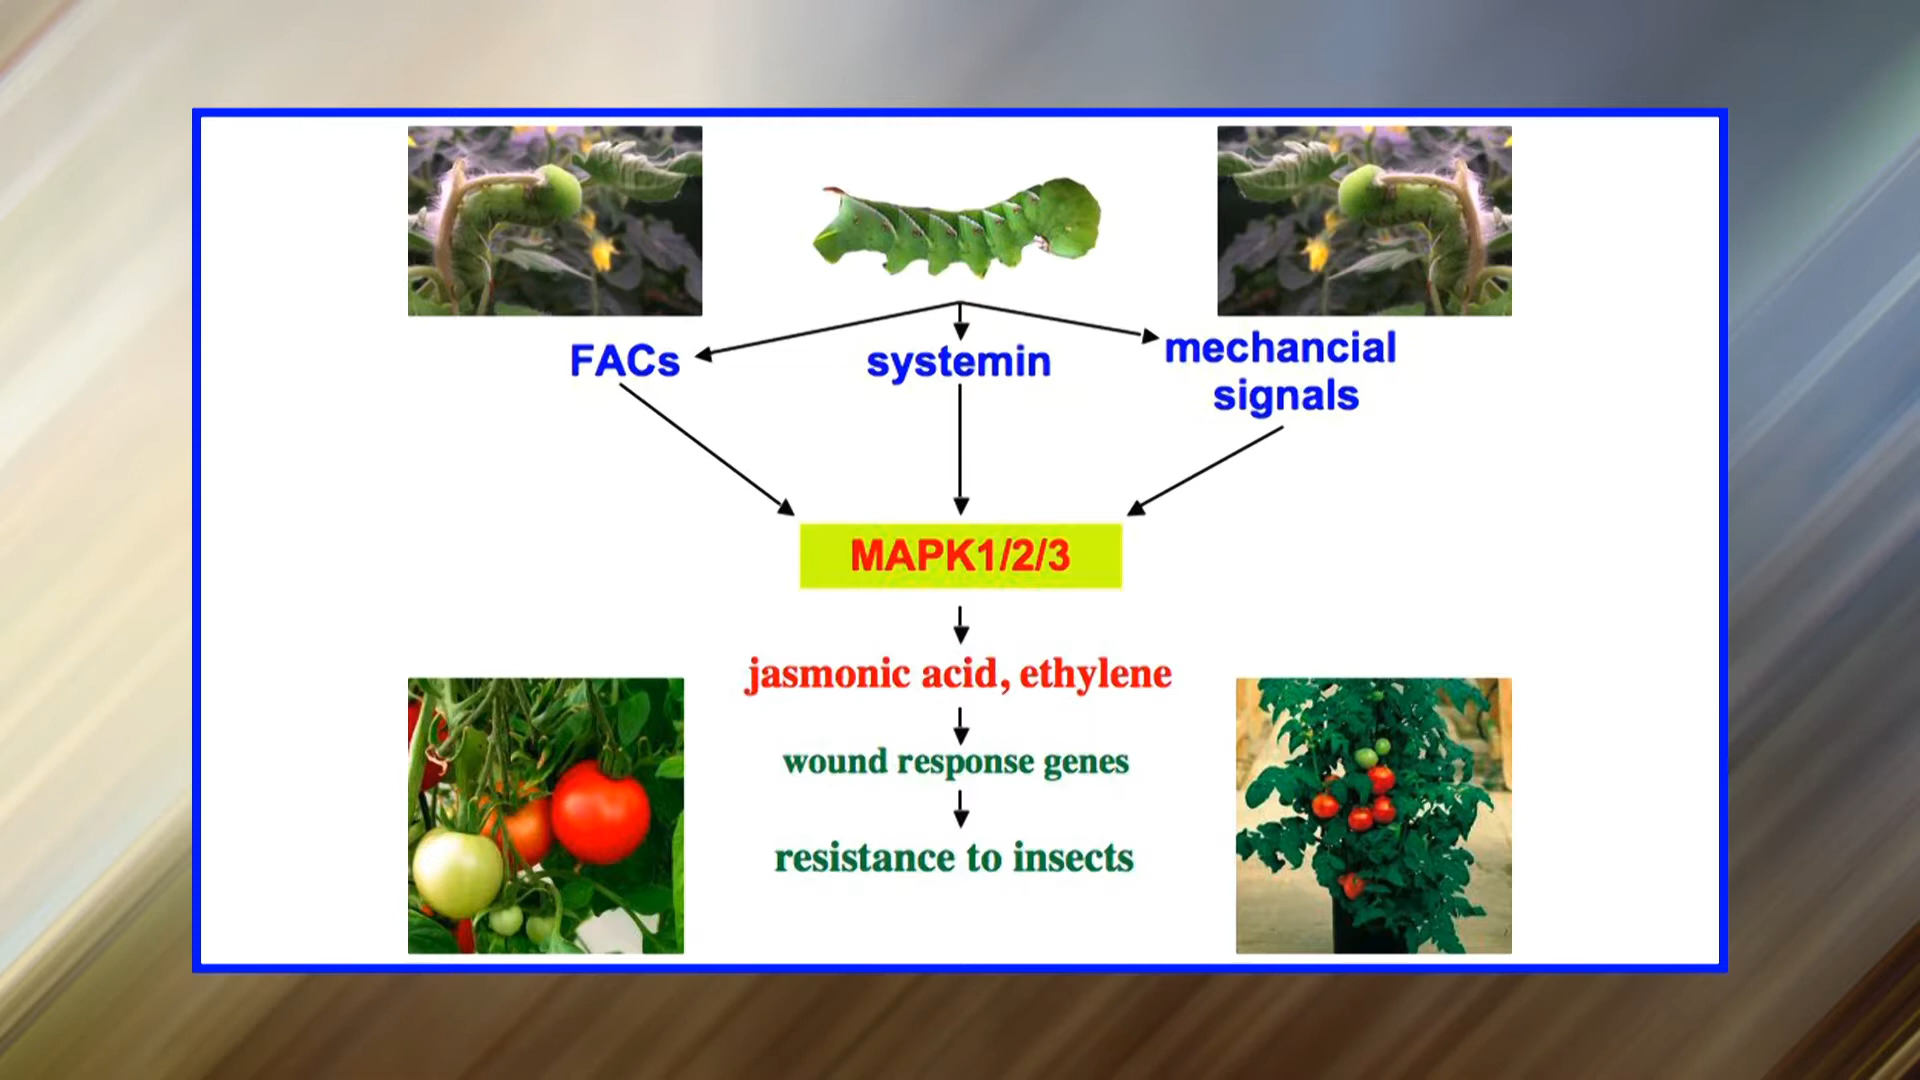 FACs
systemin
mechancial
signals
MAPK1/2/3
jasmonic acid, ethylene
wound response genes
resistance to insects